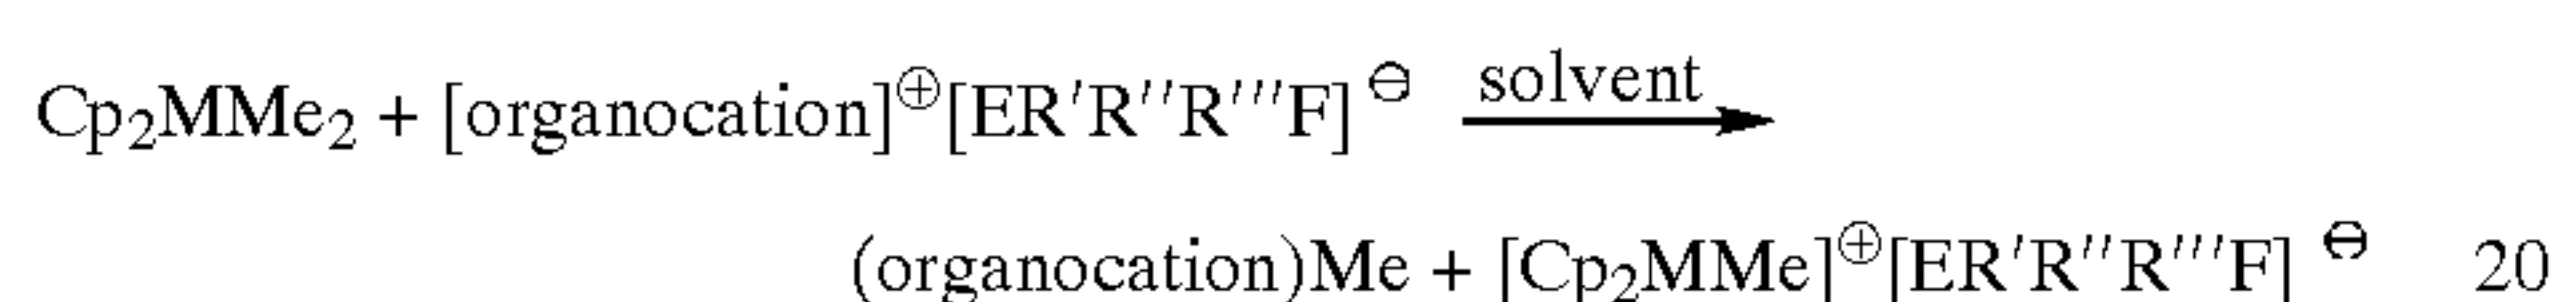 Cp₂MMe₂ + [organocation]⊕[ER′R″R‴F]⊖ solvent →
(organocation)Me + [Cp₂MMe]⊕[ER′R″R‴F]⊖ 20